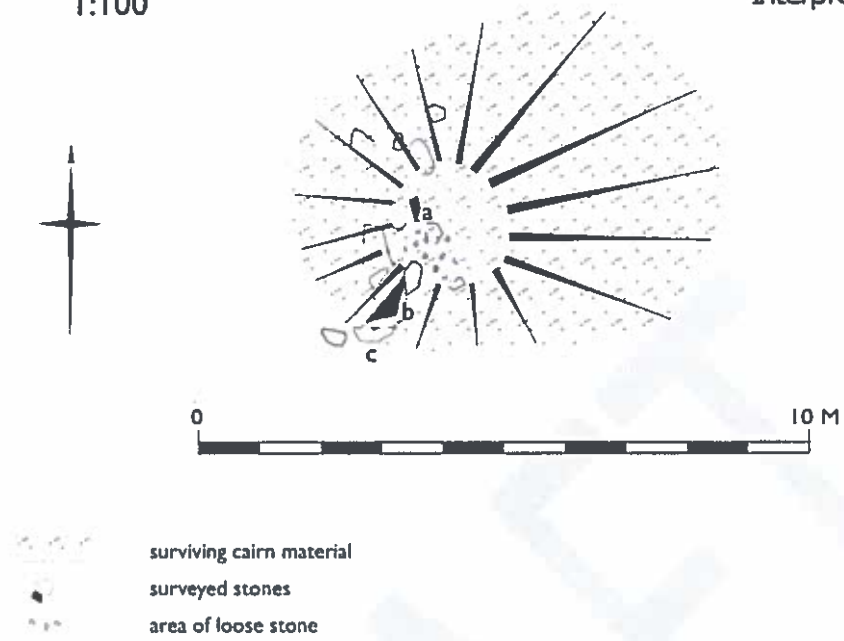 1:100
a
b
c
0 10 M
surviving cairn material
surveyed stones
area of loose stone